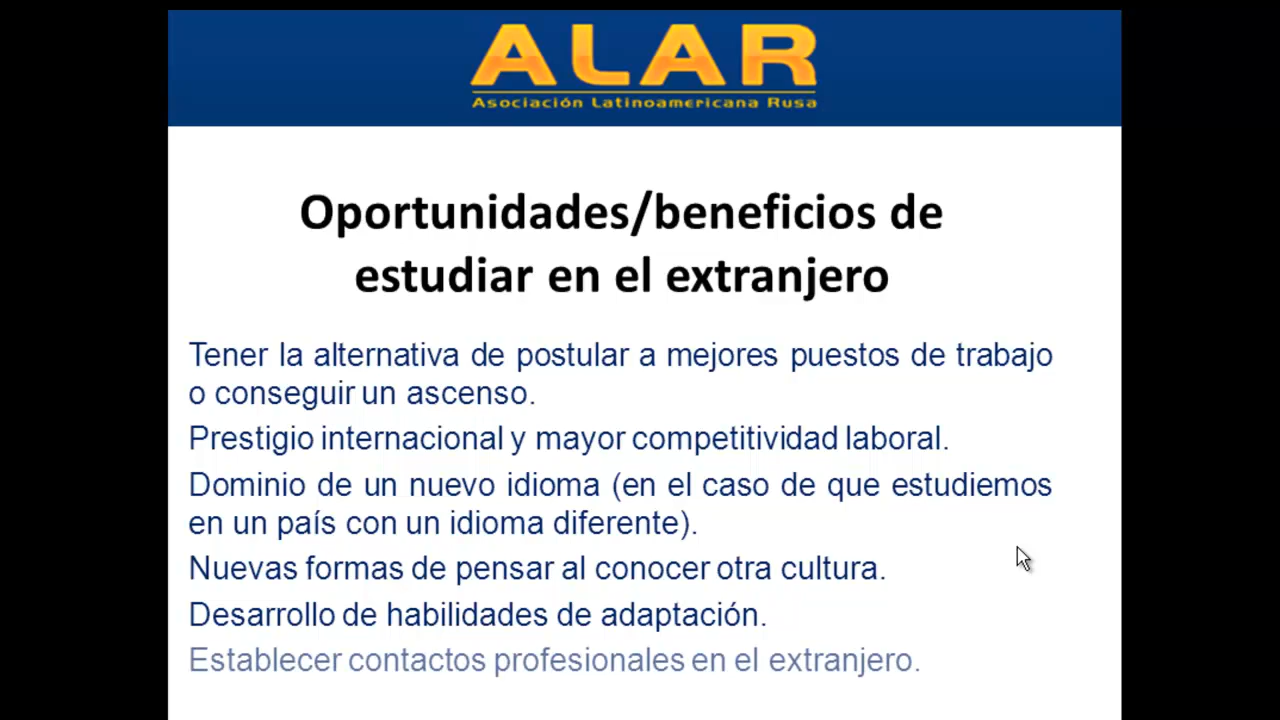 ALAR
Asociación Latinoamericana Rusa
Oportunidades/beneficios de
estudiar en el extranjero
Tener la alternativa de postular a mejores puestos de trabajo
o conseguir un ascenso.
Prestigio internacional y mayor competitividad laboral.
Dominio de un nuevo idioma (en el caso de que estudiemos
en un país con un idioma diferente).
Nuevas formas de pensar al conocer otra cultura.
Desarrollo de habilidades de adaptación.
Establecer contactos profesionales en el extranjero.